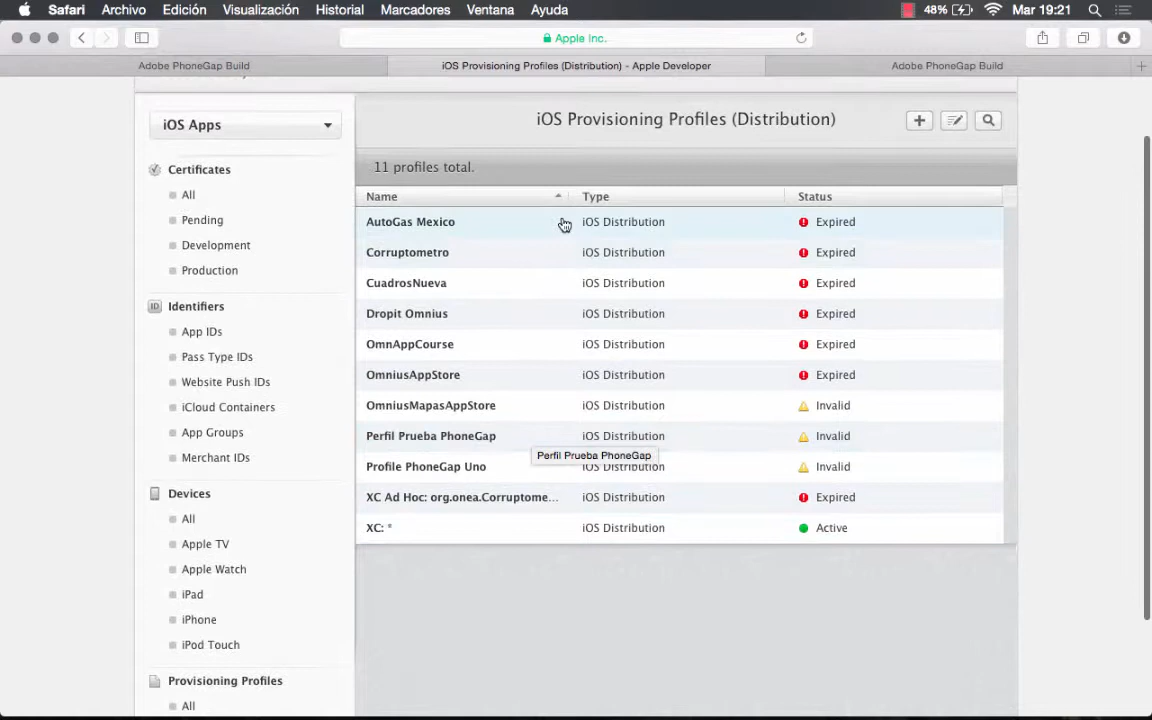 Safari Archivo Edición Visualización Historial Marcadores Ventana Ayuda 48% Mar 19:21
Apple Inc.
Adobe PhoneGap Build iOS Provisioning Profiles (Distribution) - Apple Developer Adobe PhoneGap Build
iOS Apps
iOS Provisioning Profiles (Distribution)
11 profiles total.
Certificates
All
Pending
Development
Production
Identifiers
App IDs
Pass Type IDs
Website Push IDs
iCloud Containers
App Groups
Merchant IDs
Devices
All
Apple TV
Apple Watch
iPad
iPhone
iPod Touch
Provisioning Profiles
All
Name Type Status
AutoGas Mexico iOS Distribution Expired
Corruptometro iOS Distribution Expired
CuadrosNueva iOS Distribution Expired
Dropit Omnius iOS Distribution Expired
OmnAppCourse iOS Distribution Expired
OmniusAppStore iOS Distribution Expired
OmniusMapasAppStore iOS Distribution Invalid
Perfil Prueba PhoneGap iOS Distribution Invalid
Perfil Prueba PhoneGap
Profile PhoneGap Uno iOS Distribution Invalid
XC Ad Hoc: org.onea.Corruptome... iOS Distribution Expired
XC: * iOS Distribution Active